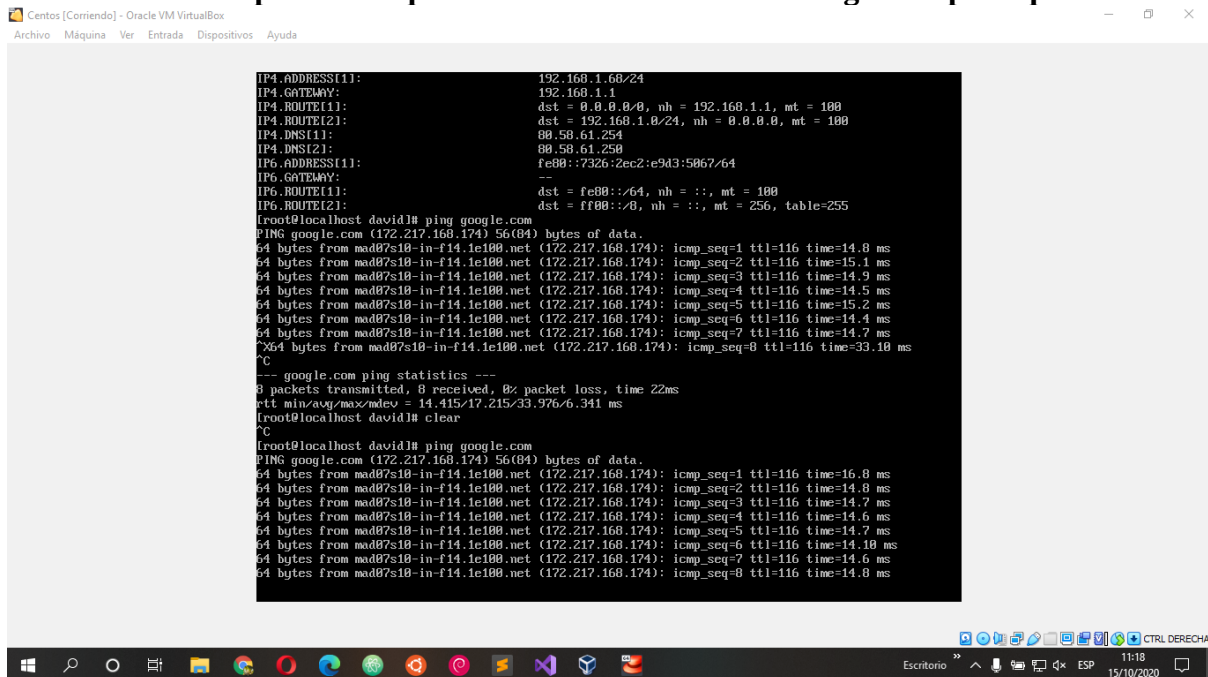 Centos [Corriendo] - Oracle VM VirtualBox
Archivo Máquina Ver Entrada Dispositivos Ayuda
IP4.ADDRESS[1]: 192.168.1.68/24
IP4.GATEWAY: 192.168.1.1
IP4.ROUTE[1]: dst = 0.0.0.0/0, nh = 192.168.1.1, mt = 100
IP4.ROUTE[2]: dst = 192.168.1.0/24, nh = 0.0.0.0, mt = 100
IP4.DNS[1]: 80.58.61.254
IP4.DNS[2]: 80.58.61.250
IP6.ADDRESS[1]: fe80::7326:2ec2:e9d3:5067/64
IP6.GATEWAY: --
IP6.ROUTE[1]: dst = fe80::/64, nh = ::, mt = 100
IP6.ROUTE[2]: dst = ff00::/8, nh = ::, mt = 256, table=255
[root@localhost david]# ping google.com
PING google.com (172.217.168.174) 56(84) bytes of data.
64 bytes from mad07s10-in-f14.1e100.net (172.217.168.174): icmp_seq=1 ttl=116 time=14.8 ms
64 bytes from mad07s10-in-f14.1e100.net (172.217.168.174): icmp_seq=2 ttl=116 time=15.1 ms
64 bytes from mad07s10-in-f14.1e100.net (172.217.168.174): icmp_seq=3 ttl=116 time=14.9 ms
64 bytes from mad07s10-in-f14.1e100.net (172.217.168.174): icmp_seq=4 ttl=116 time=14.5 ms
64 bytes from mad07s10-in-f14.1e100.net (172.217.168.174): icmp_seq=5 ttl=116 time=15.2 ms
64 bytes from mad07s10-in-f14.1e100.net (172.217.168.174): icmp_seq=6 ttl=116 time=14.4 ms
64 bytes from mad07s10-in-f14.1e100.net (172.217.168.174): icmp_seq=7 ttl=116 time=14.7 ms
^X64 bytes from mad07s10-in-f14.1e100.net (172.217.168.174): icmp_seq=8 ttl=116 time=33.10 ms
^C
--- google.com ping statistics ---
8 packets transmitted, 8 received, 0% packet loss, time 22ms
rtt min/avg/max/mdev = 14.415/17.215/33.976/6.341 ms
[root@localhost david]# clear
^C
[root@localhost david]# ping google.com
PING google.com (172.217.168.174) 56(84) bytes of data.
64 bytes from mad07s10-in-f14.1e100.net (172.217.168.174): icmp_seq=1 ttl=116 time=16.8 ms
64 bytes from mad07s10-in-f14.1e100.net (172.217.168.174): icmp_seq=2 ttl=116 time=14.8 ms
64 bytes from mad07s10-in-f14.1e100.net (172.217.168.174): icmp_seq=3 ttl=116 time=14.7 ms
64 bytes from mad07s10-in-f14.1e100.net (172.217.168.174): icmp_seq=4 ttl=116 time=14.6 ms
64 bytes from mad07s10-in-f14.1e100.net (172.217.168.174): icmp_seq=5 ttl=116 time=14.7 ms
64 bytes from mad07s10-in-f14.1e100.net (172.217.168.174): icmp_seq=6 ttl=116 time=14.10 ms
64 bytes from mad07s10-in-f14.1e100.net (172.217.168.174): icmp_seq=7 ttl=116 time=14.6 ms
64 bytes from mad07s10-in-f14.1e100.net (172.217.168.174): icmp_seq=8 ttl=116 time=14.8 ms
CTRL DERECHA
Escritorio ESP 11:18
15/10/2020